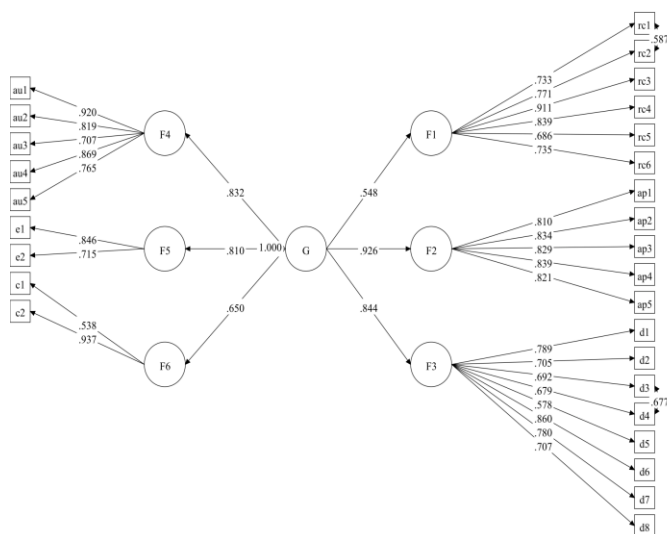 rc1
.587
rc2
rc3
rc4
rc5
rc6
.733
.771
.911
.839
.686
.735
F1
au1
au2
au3
au4
au5
.920
.819
.707
.869
.765
F4
.832
.548
ap1
ap2
ap3
ap4
ap5
.810
.834
.829
.839
.821
F2
e1
e2
.846
.715
F5
.810
1.000
G
.926
c1
c2
.538
.937
F6
.650
.844
F3
.789
.705
.692
.679
.578
.860
.780
.707
d1
d2
d3
.677
d4
d5
d6
d7
d8